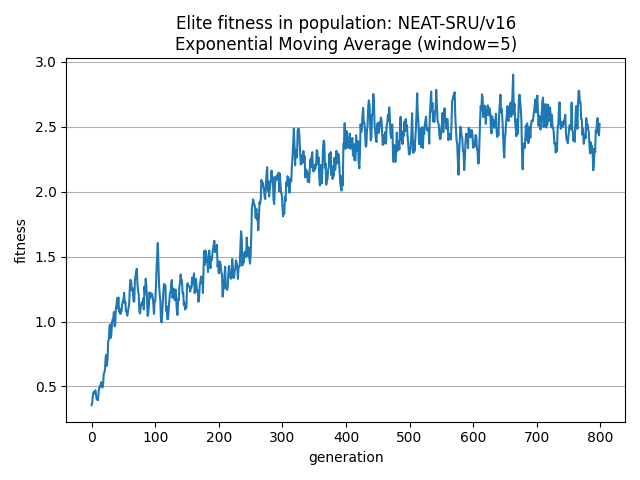 Elite fitness in population: NEAT-SRU/v16
Exponential Moving Average (window=5)
3.0
2.5
2.0
1.5
1.0
0.5
fitness
0 100 200 300 400 500 600 700 800
generation